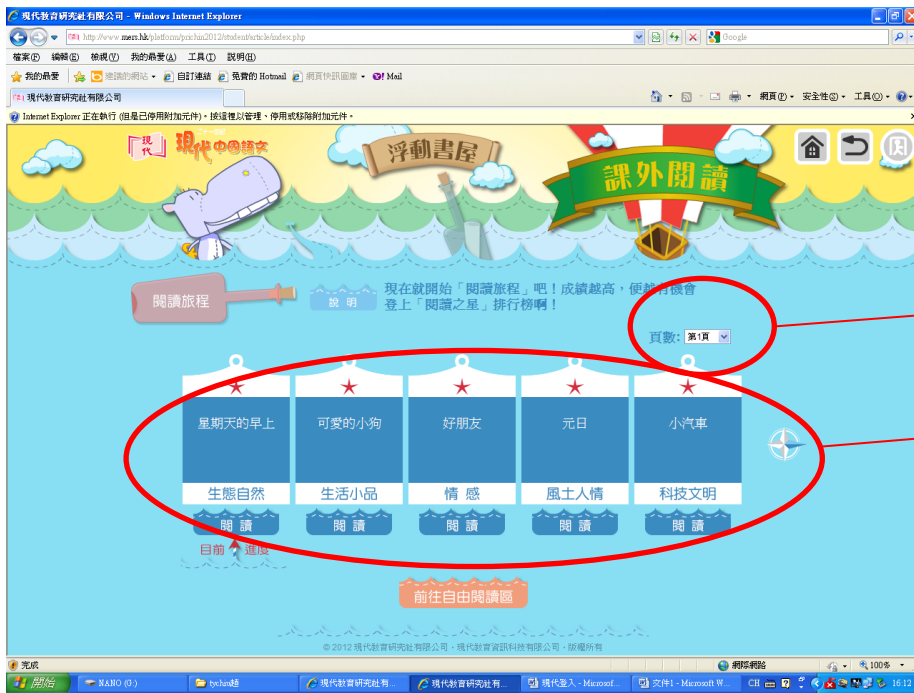 現代教育研究社有限公司 - Windows Internet Explorer
http://www.mers.hk/platform/prichin2012/student/article/index.php
Google
檔案(F) 編輯(E) 檢視(V) 我的最愛(A) 工具(T) 說明(H)
我的最愛 建議的網站 自訂連結 免費的 Hotmail 網頁快訊圖庫 Y! Mail
現代教育研究社有限公司
網頁(P) 安全性(S) 工具(O)
Internet Explorer 正在執行 (但是已停用附加元件)。按這裡以管理、停用或移除附加元件。
現代 現代中國語文
浮動書屋
課外閱讀
閱讀旅程
說 明
現在就開始「閱讀旅程」吧！成績越高，便越有機會
登上「閱讀之星」排行榜啊！
頁數: 第1頁
星期天的早上 可愛的小狗 好朋友 元日 小汽車
生態自然 生活小品 情 感 風土人情 科技文明
閱 讀 閱 讀 閱 讀 閱 讀 閱 讀
目前 進度
前往自由閱讀區
© 2012 現代教育研究社有限公司、現代教育資訊科技有限公司‧版權所有
完成 網際網路 100%
開始 NANO (G:) 現代教育研究社有... 現代教育研究社有... 現代登入 - Microsof... 文件1 - Microsoft W... CH 16:12